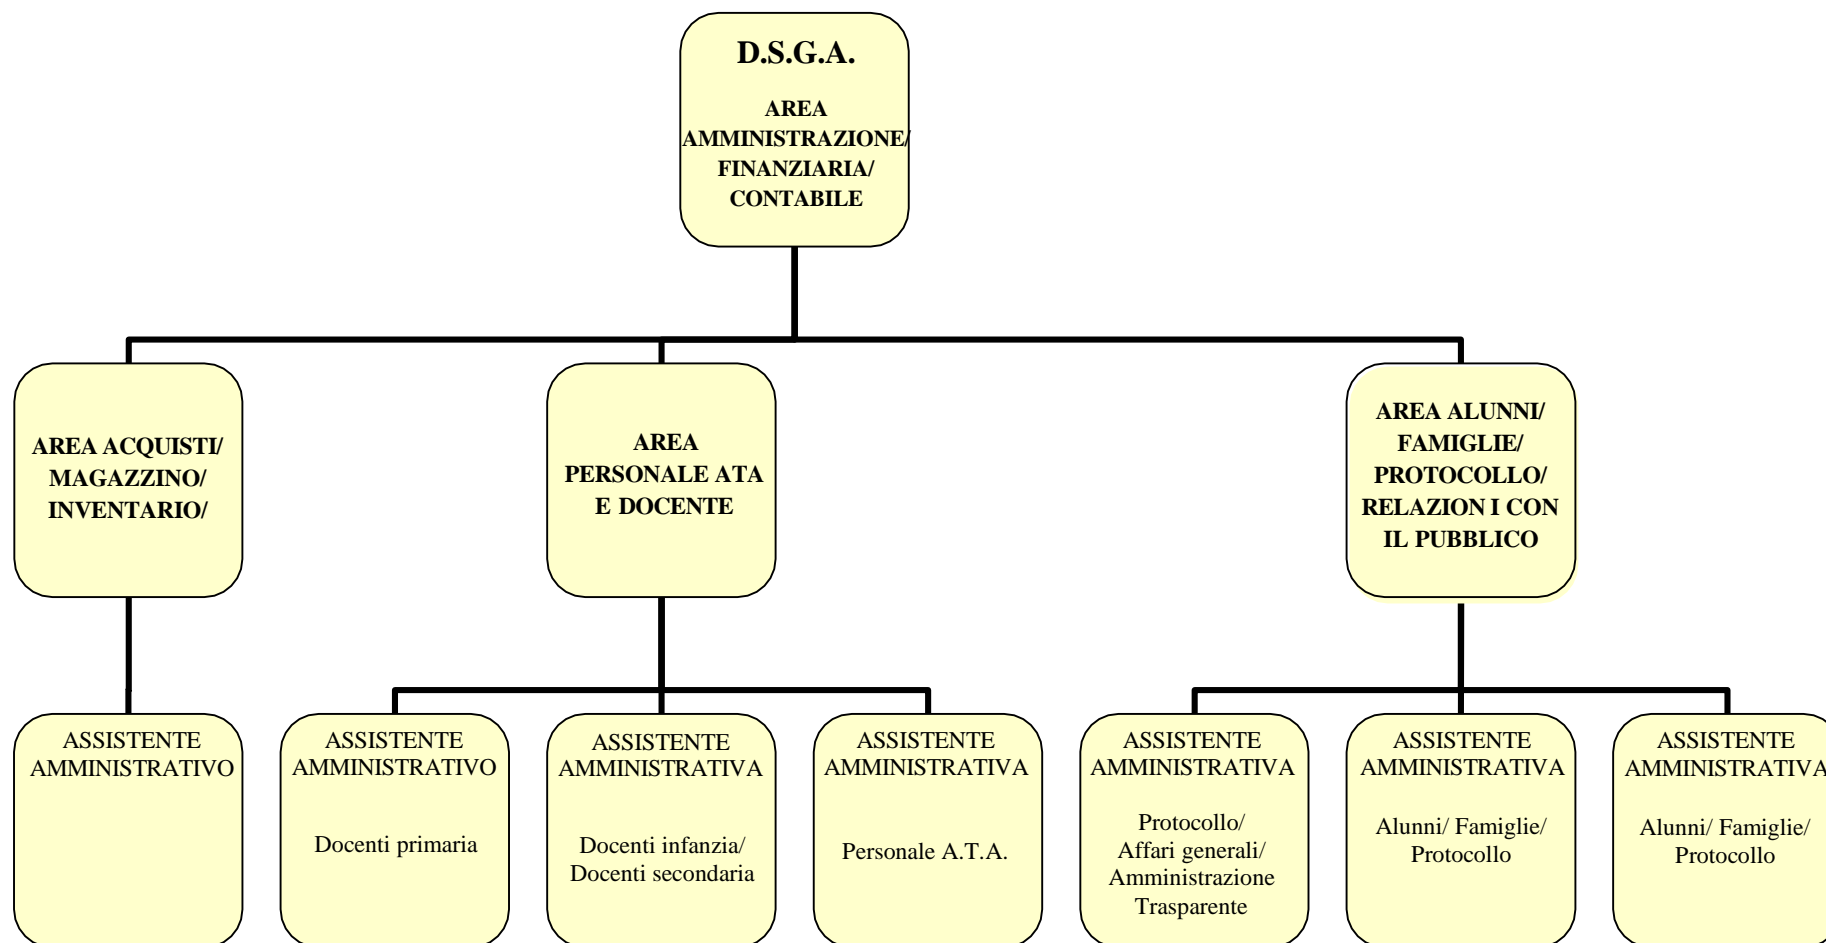 D.S.G.A.
AREA
AMMINISTRAZIONE/
FINANZIARIA/
CONTABILE
AREA ACQUISTI/
MAGAZZINO/
INVENTARIO/
AREA
PERSONALE ATA
E DOCENTE
AREA ALUNNI/
FAMIGLIE/
PROTOCOLLO/
RELAZION I CON
IL PUBBLICO
ASSISTENTE
AMMINISTRATIVO
ASSISTENTE
AMMINISTRATIVO
Docenti primaria
ASSISTENTE
AMMINISTRATIVA
Docenti infanzia/
Docenti secondaria
ASSISTENTE
AMMINISTRATIVA
Personale A.T.A.
ASSISTENTE
AMMINISTRATIVA
Protocollo/
Affari generali/
Amministrazione
Trasparente
ASSISTENTE
AMMINISTRATIVA
Alunni/ Famiglie/
Protocollo
ASSISTENTE
AMMINISTRATIVA
Alunni/ Famiglie/
Protocollo